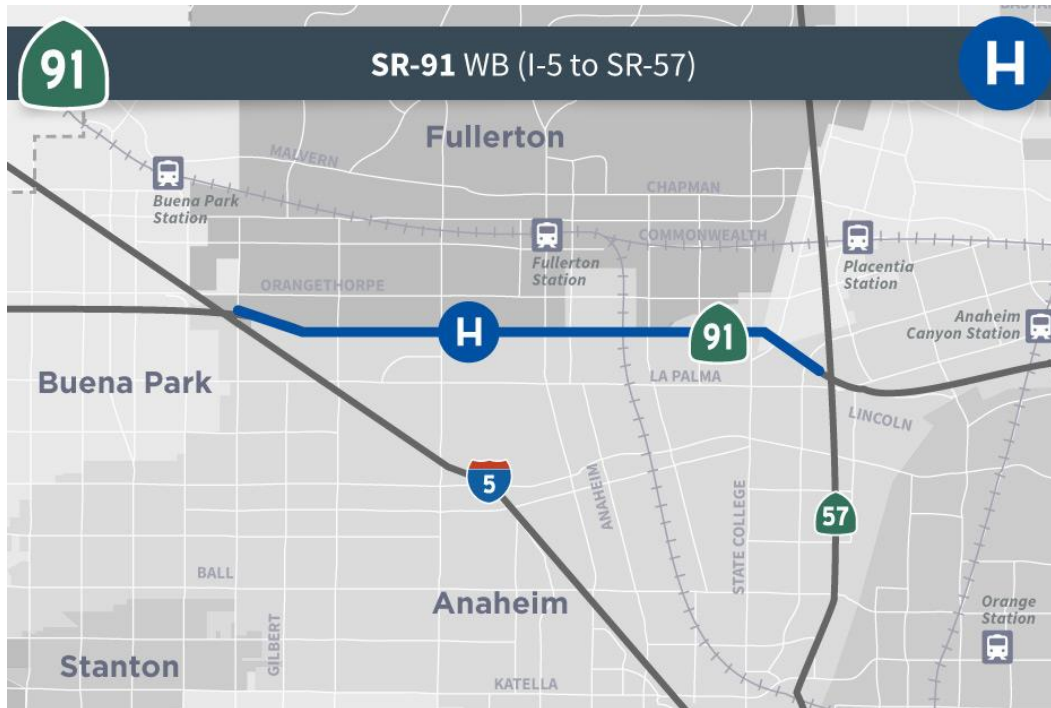 91
SR-91 WB (I-5 to SR-57)
H
Fullerton
MALVERN
CHAPMAN
Buena Park
Station
COMMONWEALTH
Fullerton
Station
Placentia
Station
ORANGETHORPE
Anaheim
Canyon Station
H
91
Buena Park
LA PALMA
LINCOLN
5
ANAHEIM
STATE COLLEGE
57
BALL
Anaheim
Orange
Station
GILBERT
Stanton
KATELLA